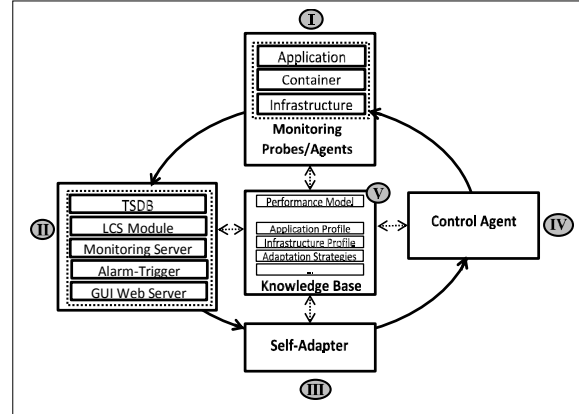 I
Application
Container
Infrastructure
Monitoring
Probes/Agents
II
TSDB
LCS Module
Monitoring Server
Alarm-Trigger
GUI Web Server
V
Performance Model
Application Profile
Infrastructure Profile
Adaptation Strategies
...
Knowledge Base
Control Agent
IV
Self-Adapter
III